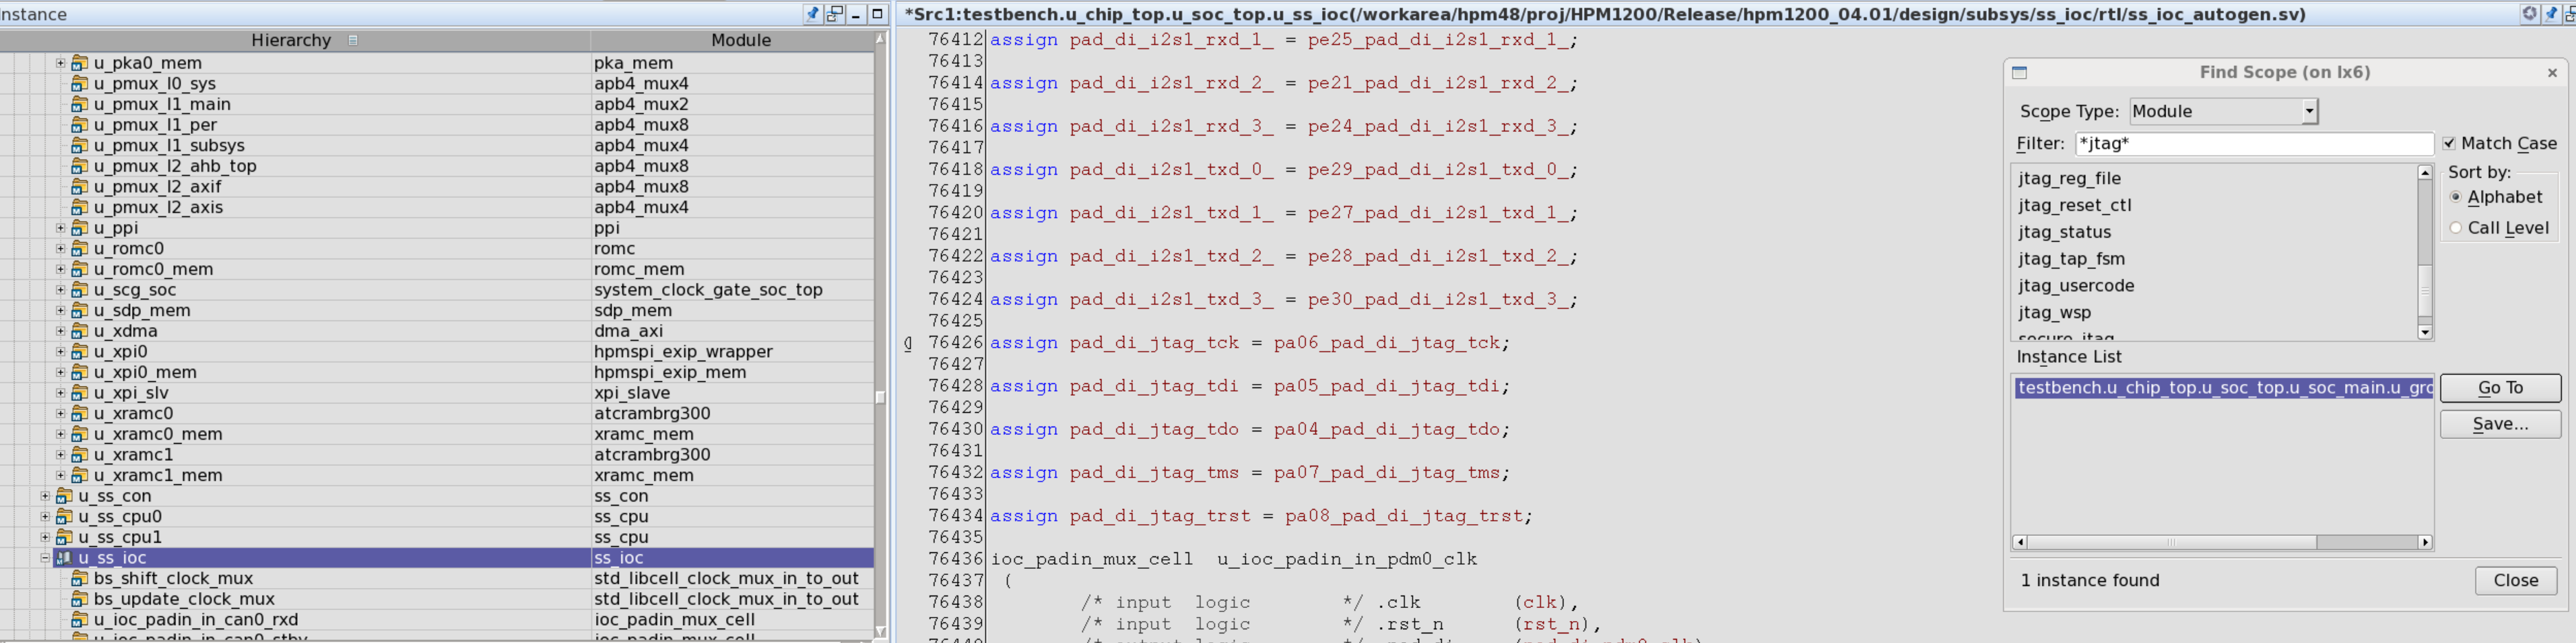 Instance
Hierarchy Module
u_pka0_mem pka_mem
u_pmux_l0_sys apb4_mux4
u_pmux_l1_main apb4_mux2
u_pmux_l1_per apb4_mux8
u_pmux_l1_subsys apb4_mux4
u_pmux_l2_ahb_top apb4_mux8
u_pmux_l2_axif apb4_mux8
u_pmux_l2_axis apb4_mux4
u_ppi ppi
u_romc0 romc
u_romc0_mem romc_mem
u_scg_soc system_clock_gate_soc_top
u_sdp_mem sdp_mem
u_xdma dma_axi
u_xpi0 hpmspi_exip_wrapper
u_xpi0_mem hpmspi_exip_mem
u_xpi_slv xpi_slave
u_xramc0 atcrambrg300
u_xramc0_mem xramc_mem
u_xramc1 atcrambrg300
u_xramc1_mem xramc_mem
u_ss_con ss_con
u_ss_cpu0 ss_cpu
u_ss_cpu1 ss_cpu
u_ss_ioc ss_ioc
bs_shift_clock_mux std_libcell_clock_mux_in_to_out
bs_update_clock_mux std_libcell_clock_mux_in_to_out
u_ioc_padin_in_can0_rxd ioc_padin_mux_cell
u_ioc_padin_in_can0_stby ioc_padin_mux_cell
*Src1:testbench.u_chip_top.u_soc_top.u_ss_ioc(/workarea/hpm48/proj/HPM1200/Release/hpm1200_04.01/design/subsys/ss_ioc/rtl/ss_ioc_autogen.sv)
76412 assign pad_di_i2s1_rxd_1_ = pe25_pad_di_i2s1_rxd_1_;
76413
76414 assign pad_di_i2s1_rxd_2_ = pe21_pad_di_i2s1_rxd_2_;
76415
76416 assign pad_di_i2s1_rxd_3_ = pe24_pad_di_i2s1_rxd_3_;
76417
76418 assign pad_di_i2s1_txd_0_ = pe29_pad_di_i2s1_txd_0_;
76419
76420 assign pad_di_i2s1_txd_1_ = pe27_pad_di_i2s1_txd_1_;
76421
76422 assign pad_di_i2s1_txd_2_ = pe28_pad_di_i2s1_txd_2_;
76423
76424 assign pad_di_i2s1_txd_3_ = pe30_pad_di_i2s1_txd_3_;
76425
76426 assign pad_di_jtag_tck = pa06_pad_di_jtag_tck;
76427
76428 assign pad_di_jtag_tdi = pa05_pad_di_jtag_tdi;
76429
76430 assign pad_di_jtag_tdo = pa04_pad_di_jtag_tdo;
76431
76432 assign pad_di_jtag_tms = pa07_pad_di_jtag_tms;
76433
76434 assign pad_di_jtag_trst = pa08_pad_di_jtag_trst;
76435
76436 ioc_padin_mux_cell u_ioc_padin_in_pdm0_clk
76437 (
76438 /* input logic */ .clk (clk),
76439 /* input logic */ .rst_n (rst_n),
Find Scope (on lx6)
Scope Type: Module
Filter: *jtag* Match Case
jtag_reg_file
jtag_reset_ctl
jtag_status
jtag_tap_fsm
jtag_usercode
jtag_wsp
secure_jtag
Sort by:
Alphabet
Call Level
Instance List
testbench.u_chip_top.u_soc_top.u_soc_main.u_gro
Go To
Save...
1 instance found
Close